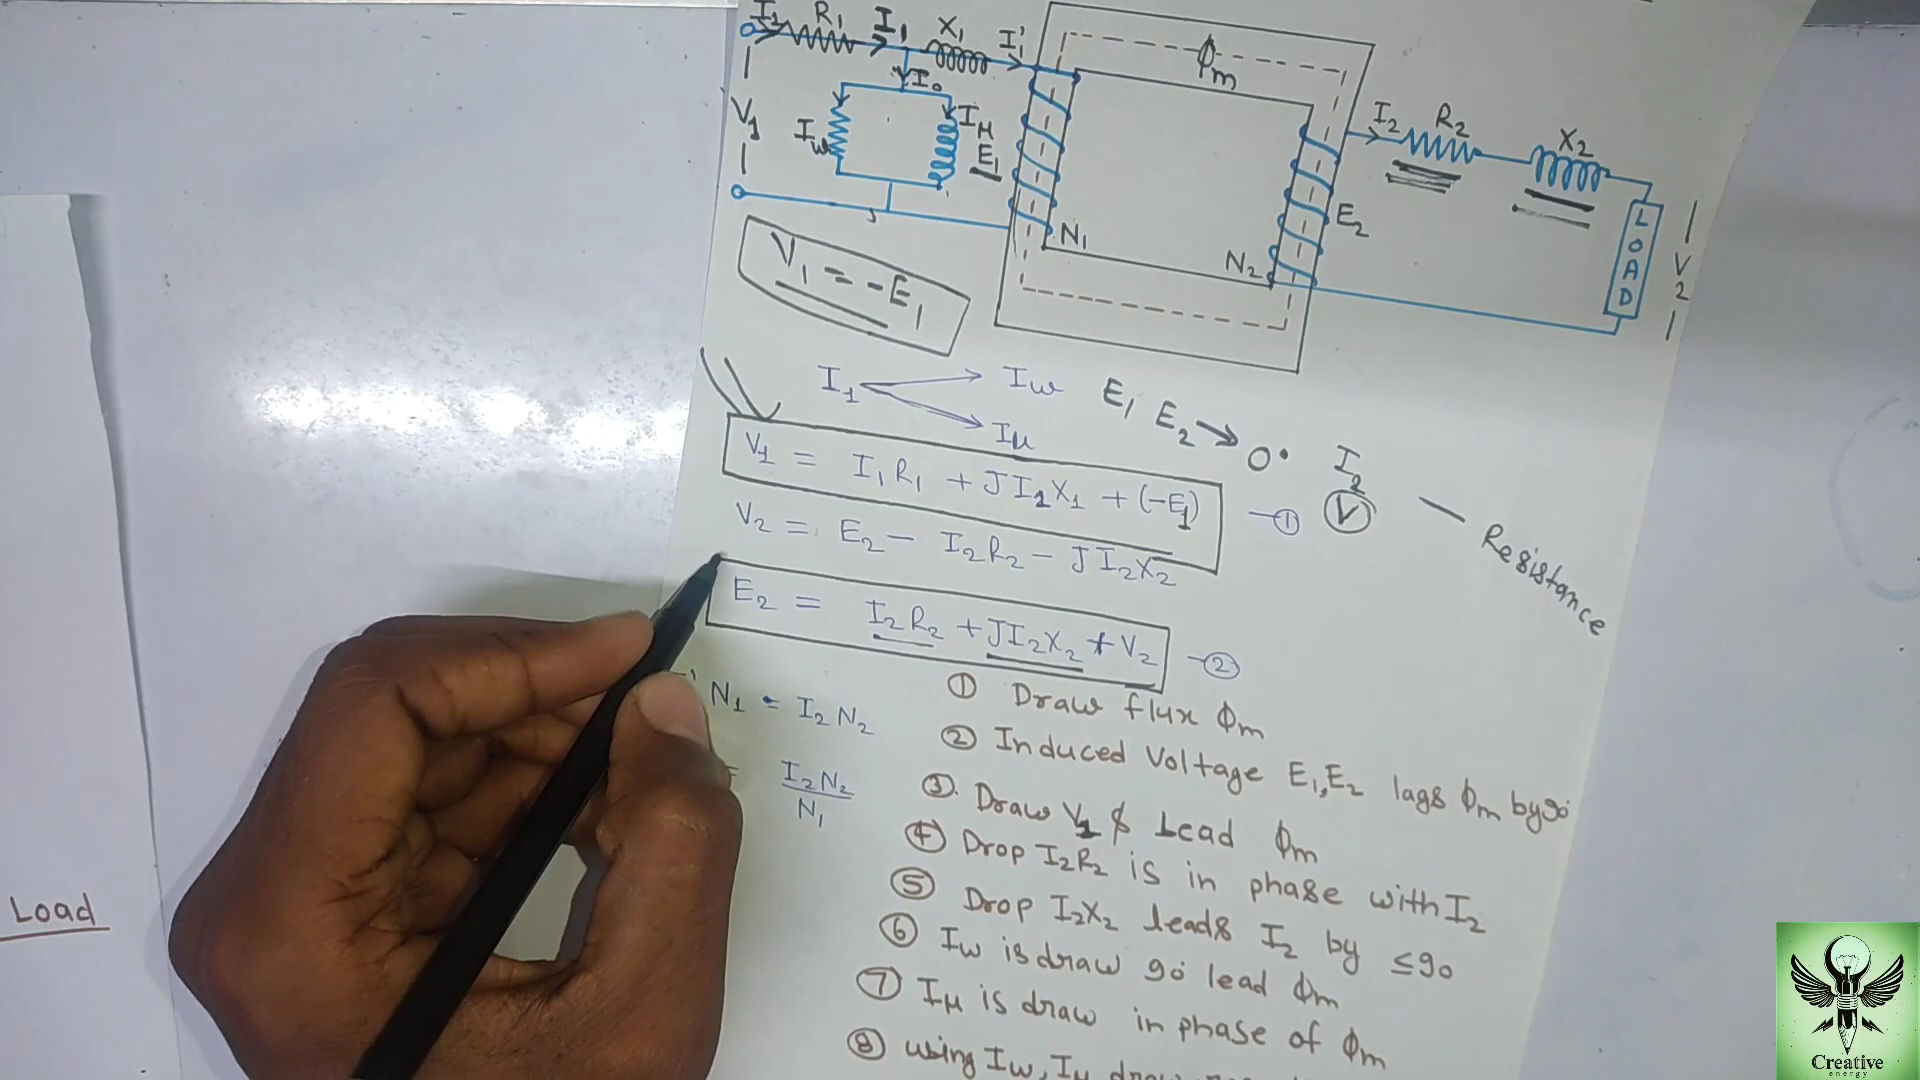 I1 R1 I1 X1 I1'
ϕm
I0
V1
Iw
Iμ
E1
I2 R2 X2
E2
LOAD
V2
N1
N2
V1 = -E1
I1 Iw
Iμ
E1 E2 → 0°
I2
V
Resistance
V1 = I1R1 + JI1X1 + (-E1) — ①
V2 = E2 - I2R2 - JI2X2
E2 = I2R2 + JI2X2 + V2 — ②
' N1 = I2 N2
= I2N2
N1
① Draw flux ϕm
② Induced Voltage E1,E2 lags ϕm by 90°
③. Draw V1 & Lead ϕm
④ Drop I2R2 is in phase with I2
⑤ Drop I2X2 leads I2 by ≤90
⑥ Iw is draw 90° lead ϕm
⑦ Iμ is draw in phase of ϕm
⑧ using Iw, Iμ draw
Load
Creative
energy